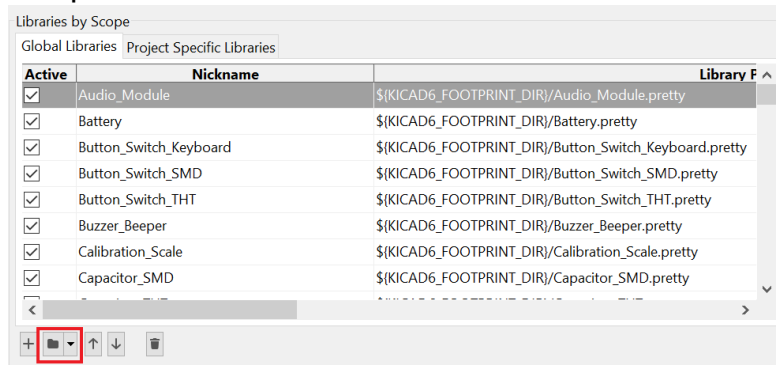 Libraries by Scope
Global Libraries Project Specific Libraries
Active Nickname Library
Audio_Module ${KICAD6_FOOTPRINT_DIR}/Audio_Module.pretty
Battery ${KICAD6_FOOTPRINT_DIR}/Battery.pretty
Button_Switch_Keyboard ${KICAD6_FOOTPRINT_DIR}/Button_Switch_Keyboard.pretty
Button_Switch_SMD ${KICAD6_FOOTPRINT_DIR}/Button_Switch_SMD.pretty
Button_Switch_THT ${KICAD6_FOOTPRINT_DIR}/Button_Switch_THT.pretty
Buzzer_Beeper ${KICAD6_FOOTPRINT_DIR}/Buzzer_Beeper.pretty
Calibration_Scale ${KICAD6_FOOTPRINT_DIR}/Calibration_Scale.pretty
Capacitor_SMD ${KICAD6_FOOTPRINT_DIR}/Capacitor_SMD.pretty